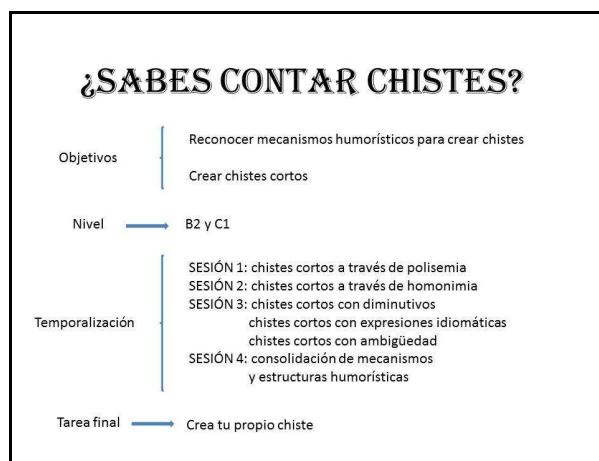 ¿SABES CONTAR CHISTES?
Objetivos
Reconocer mecanismos humorísticos para crear chistes
Crear chistes cortos
Nivel
B2 y C1
Temporalización
SESIÓN 1: chistes cortos a través de polisemia
SESIÓN 2: chistes cortos a través de homonimia
SESIÓN 3: chistes cortos con diminutivos
chistes cortos con expresiones idiomáticas
chistes cortos con ambigüedad
SESIÓN 4: consolidación de mecanismos
y estructuras humorísticas
Tarea final
Crea tu propio chiste